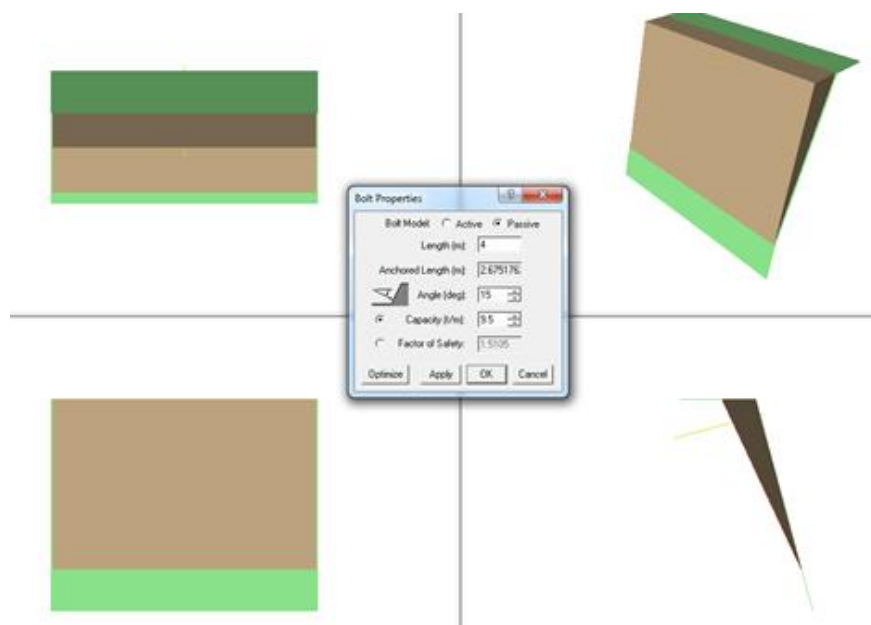 Bolt Properties
Bolt Model: Active Passive
Length (m): 4
Anchored Length (m): 2.675176
Angle (deg): 15
Capacity (t/m): 9.5
Factor of Safety: 1.5105
Optimize Apply OK Cancel